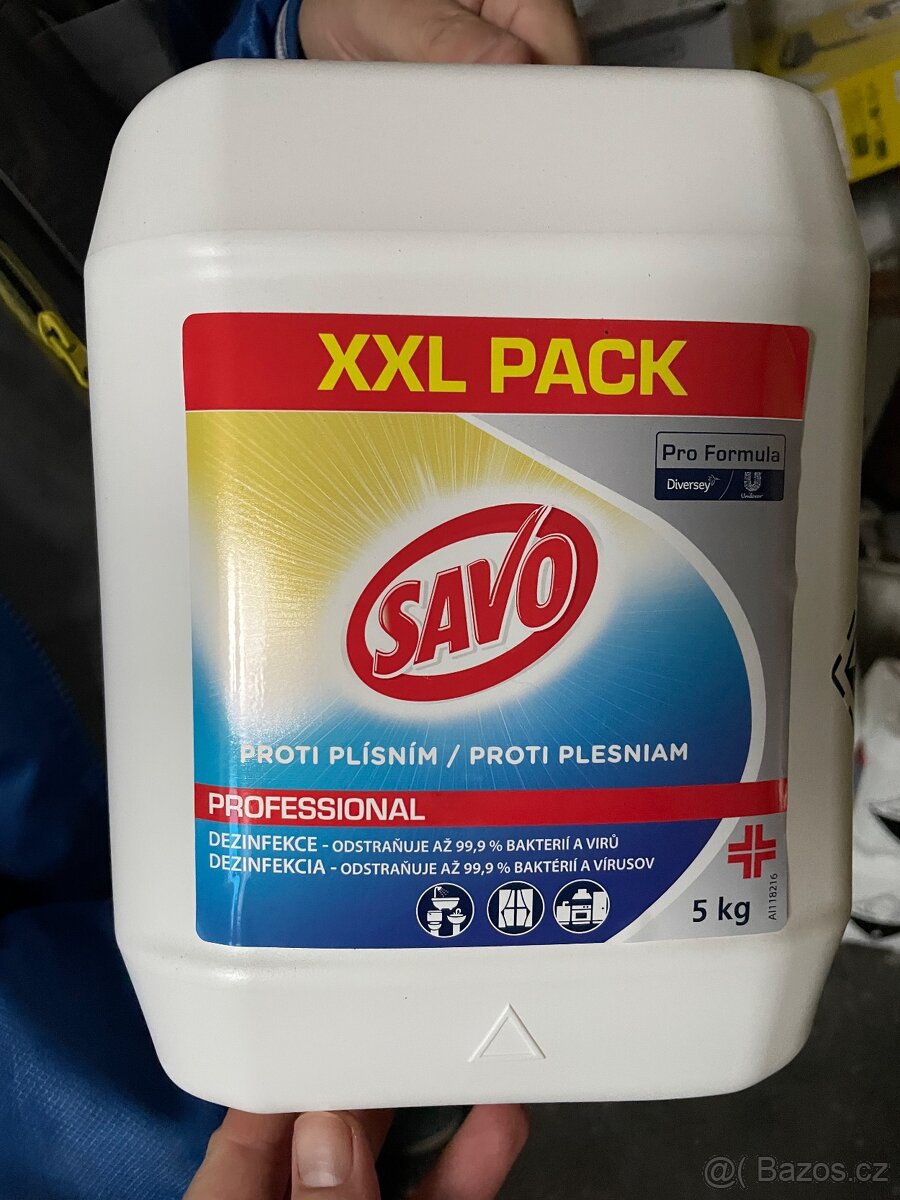 XXL PACK
Pro Formula
Diversey
Unilever
SAVO
PROTI PLÍSNÍM / PROTI PLESNIAM
PROFESSIONAL
DEZINFEKCE - ODSTRAŇUJE AŽ 99,9 % BAKTERIÍ A VIRŮ
DEZINFEKCIA - ODSTRAŇUJE AŽ 99,9 % BAKTÉRIÍ A VÍRUSOV
5 kg
AI118216
@( Bazos.cz